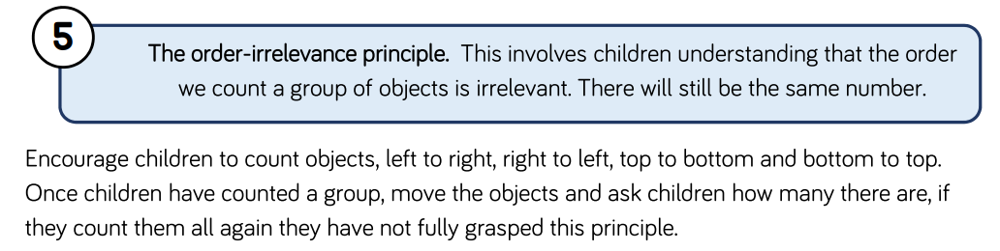 5
The order-irrelevance principle. This involves children understanding that the order
we count a group of objects is irrelevant. There will still be the same number.
Encourage children to count objects, left to right, right to left, top to bottom and bottom to top.
Once children have counted a group, move the objects and ask children how many there are, if
they count them all again they have not fully grasped this principle.